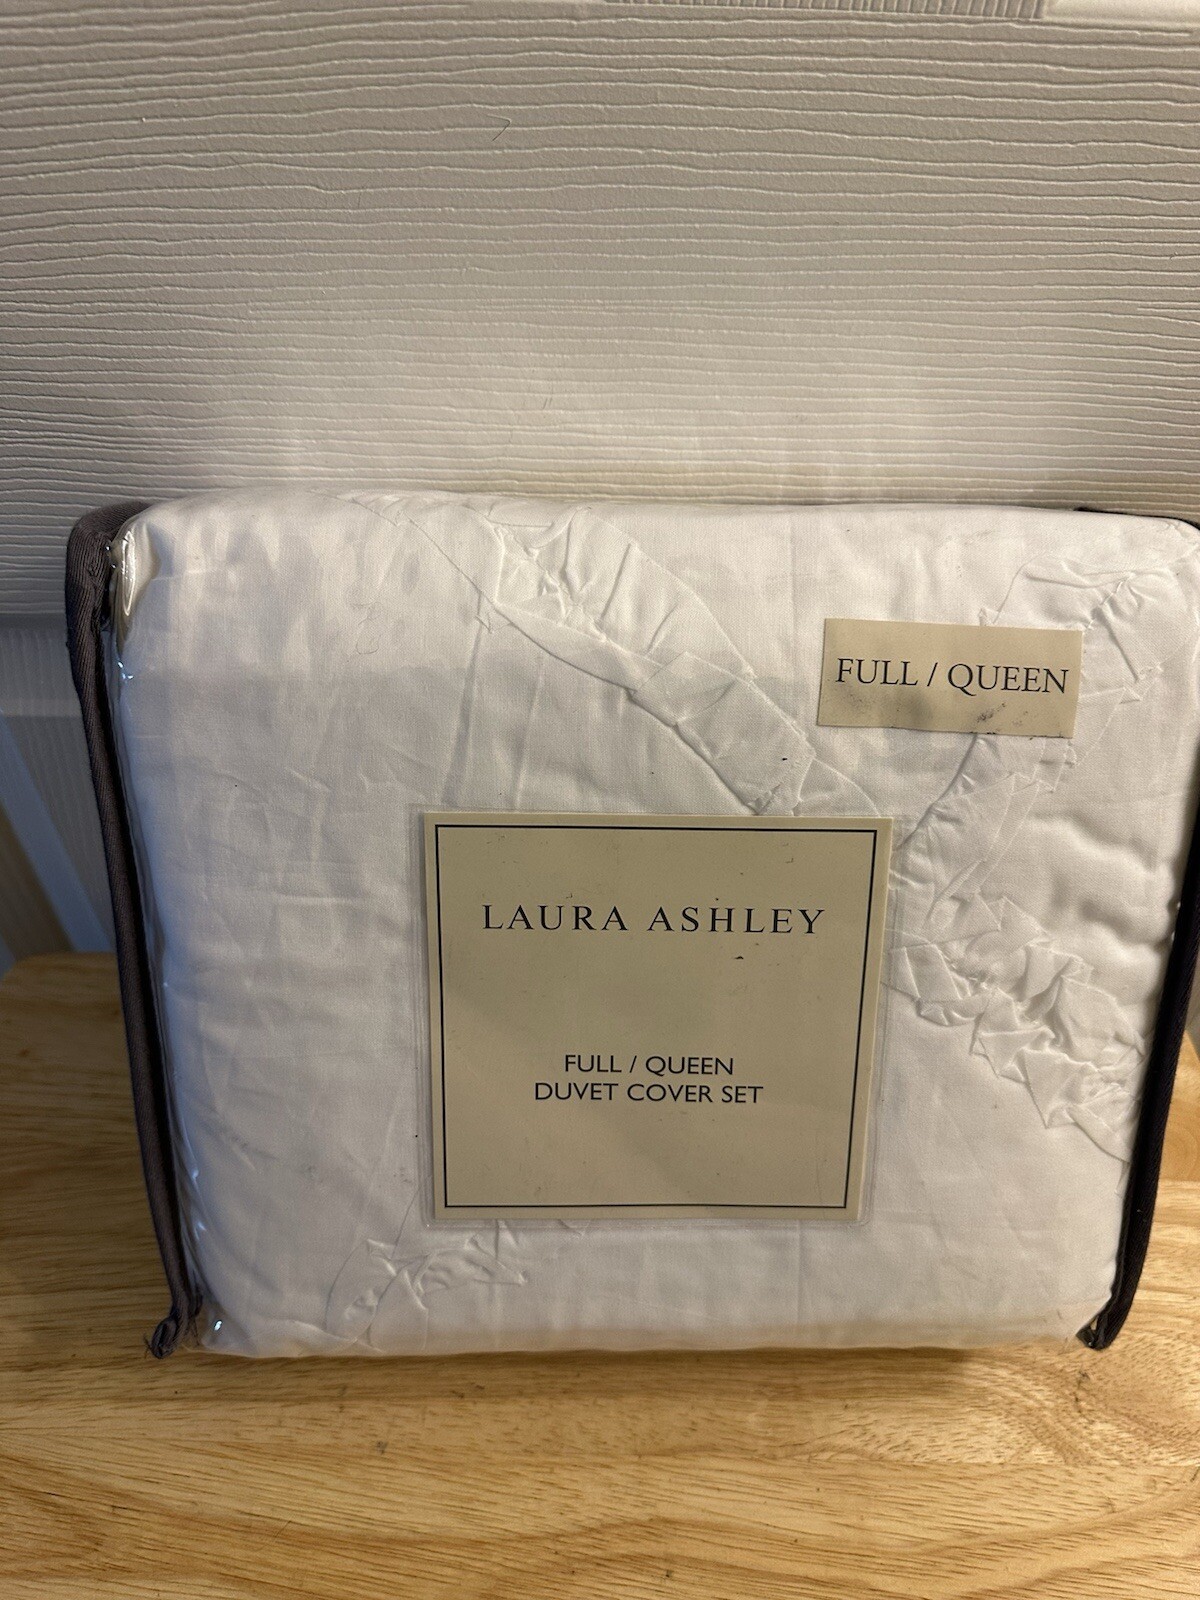 FULL / QUEEN
LAURA ASHLEY
FULL / QUEEN
DUVET COVER SET